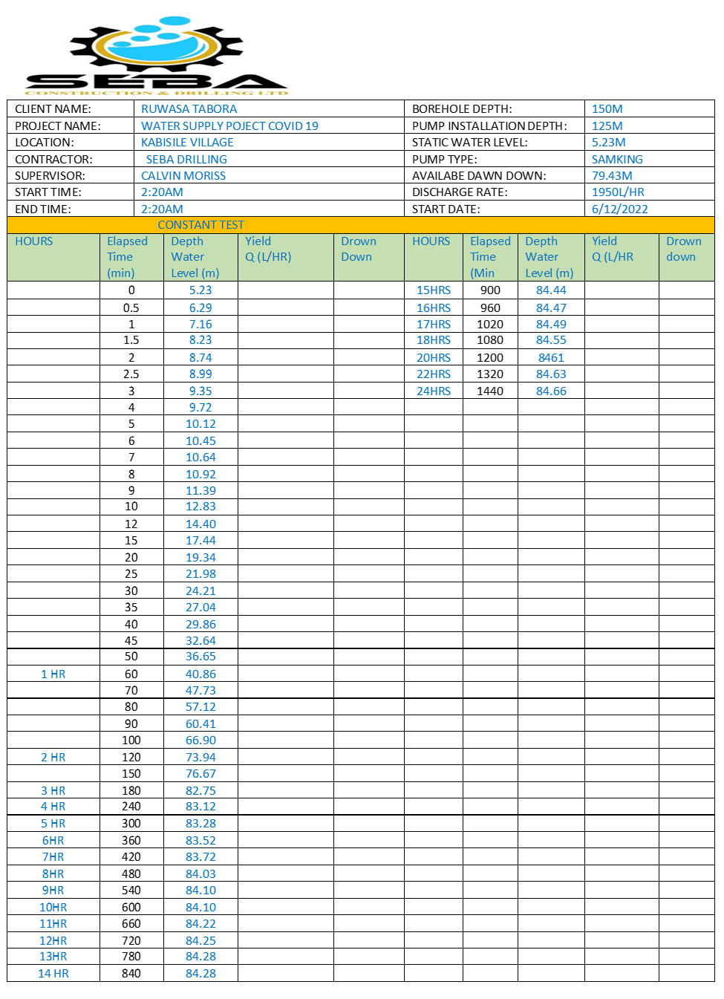 SEBA
CONSTRUCTION & DRILLING LTD
CLIENT NAME: RUWASA TABORA BOREHOLE DEPTH: 150M
PROJECT NAME: WATER SUPPLY POJECT COVID 19 PUMP INSTALLATION DEPTH: 125M
LOCATION: KABISILE VILLAGE STATIC WATER LEVEL: 5.23M
CONTRACTOR: SEBA DRILLING PUMP TYPE: SAMKING
SUPERVISOR: CALVIN MORISS AVAILABE DAWN DOWN: 79.43M
START TIME: 2:20AM DISCHARGE RATE: 1950L/HR
END TIME: 2:20AM START DATE: 6/12/2022
CONSTANT TEST
HOURS Elapsed Depth Yield Drown HOURS Elapsed Depth Yield Drown
Time Water Q (L/HR) Down Time Water Q (L/HR down
(min) Level (m) (Min Level (m)
0 5.23 15HRS 900 84.44
0.5 6.29 16HRS 960 84.47
1 7.16 17HRS 1020 84.49
1.5 8.23 18HRS 1080 84.55
2 8.74 20HRS 1200 8461
2.5 8.99 22HRS 1320 84.63
3 9.35 24HRS 1440 84.66
4 9.72
5 10.12
6 10.45
7 10.64
8 10.92
9 11.39
10 12.83
12 14.40
15 17.44
20 19.34
25 21.98
30 24.21
35 27.04
40 29.86
45 32.64
50 36.65
1 HR 60 40.86
70 47.73
80 57.12
90 60.41
100 66.90
2 HR 120 73.94
150 76.67
3 HR 180 82.75
4 HR 240 83.12
5 HR 300 83.28
6HR 360 83.52
7HR 420 83.72
8HR 480 84.03
9HR 540 84.10
10HR 600 84.10
11HR 660 84.22
12HR 720 84.25
13HR 780 84.28
14 HR 840 84.28